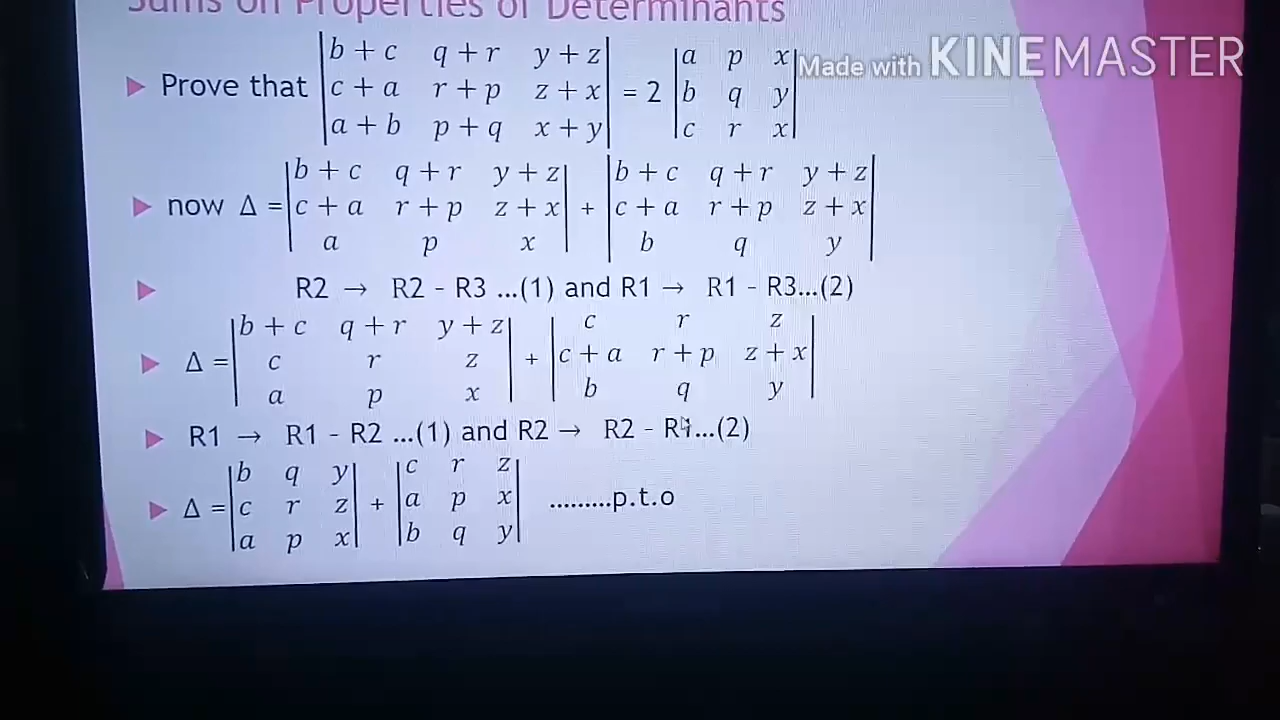 Sums on Properties of Determinants
Made with KINEMASTER
b + c q + r y + z a p x
Prove that c + a r + p z + x = 2 b q y
a + b p + q x + y c r x
b + c q + r y + z b + c q + r y + z
now Δ = c + a r + p z + x + c + a r + p z + x
a p x b q y
R2 → R2 - R3 ...(1) and R1 → R1 - R3...(2)
b + c q + r y + z c r z
Δ = c r z + c + a r + p z + x
a p x b q y
R1 → R1 - R2 ...(1) and R2 → R2 - R1...(2)
b q y c r z
Δ = c r z + a p x .........p.t.o
a p x b q y